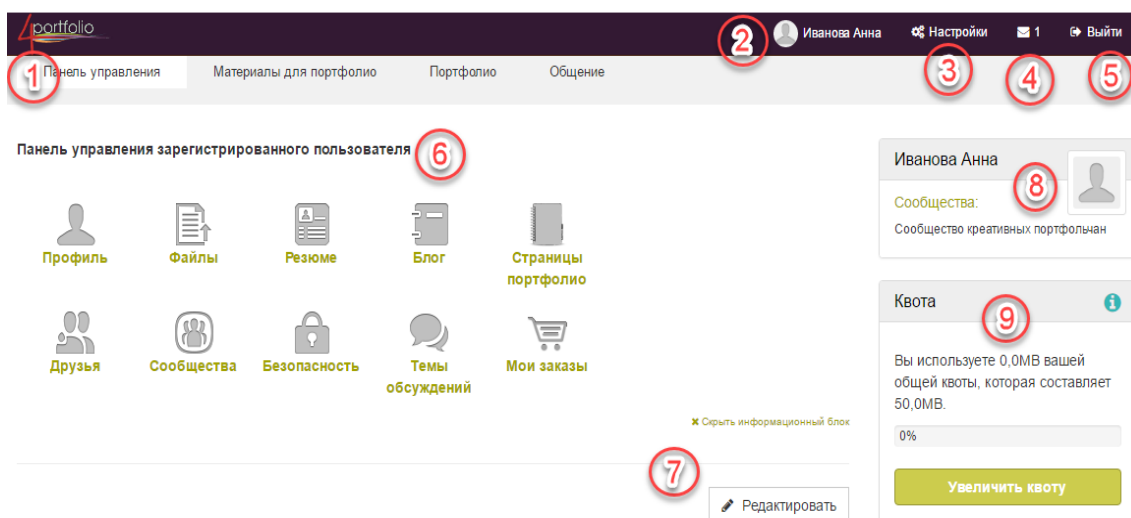 4portfolio
2 Иванова Анна Настройки 1 Выйти
1 Панель управления Материалы для портфолио Портфолио Общение 3 4 5
Панель управления зарегистрированного пользователя 6
Профиль Файлы Резюме Блог Страницы
портфолио
Друзья Сообщества Безопасность Темы Мои заказы
обсуждений
× Скрыть информационный блок
7
Редактировать
Иванова Анна
8
Сообщества:
Сообщество креативных портфольчан
Квота
9
Вы используете 0,0MB вашей
общей квоты, которая составляет
50,0MB.
0%
Увеличить квоту